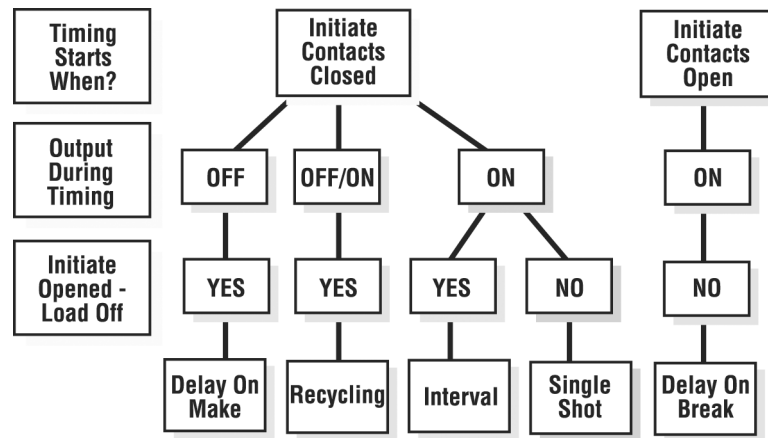 Timing
Starts
When?
Initiate
Contacts
Closed
Initiate
Contacts
Open
Output
During
Timing
OFF
OFF/ON
ON
ON
Initiate
Opened -
Load Off
YES
YES
YES
NO
NO
Delay On
Make
Recycling
Interval
Single
Shot
Delay On
Break